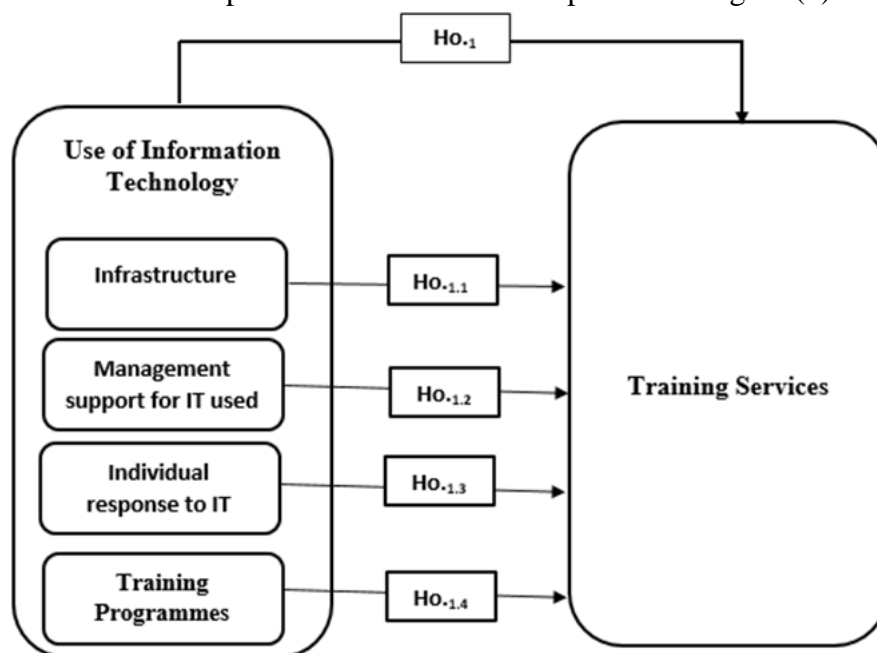 Ho.1
Use of Information
Technology
Infrastructure
Ho.1.1
Management
support for IT used
Ho.1.2
Training Services
Individual
response to IT
Ho.1.3
Training
Programmes
Ho.1.4